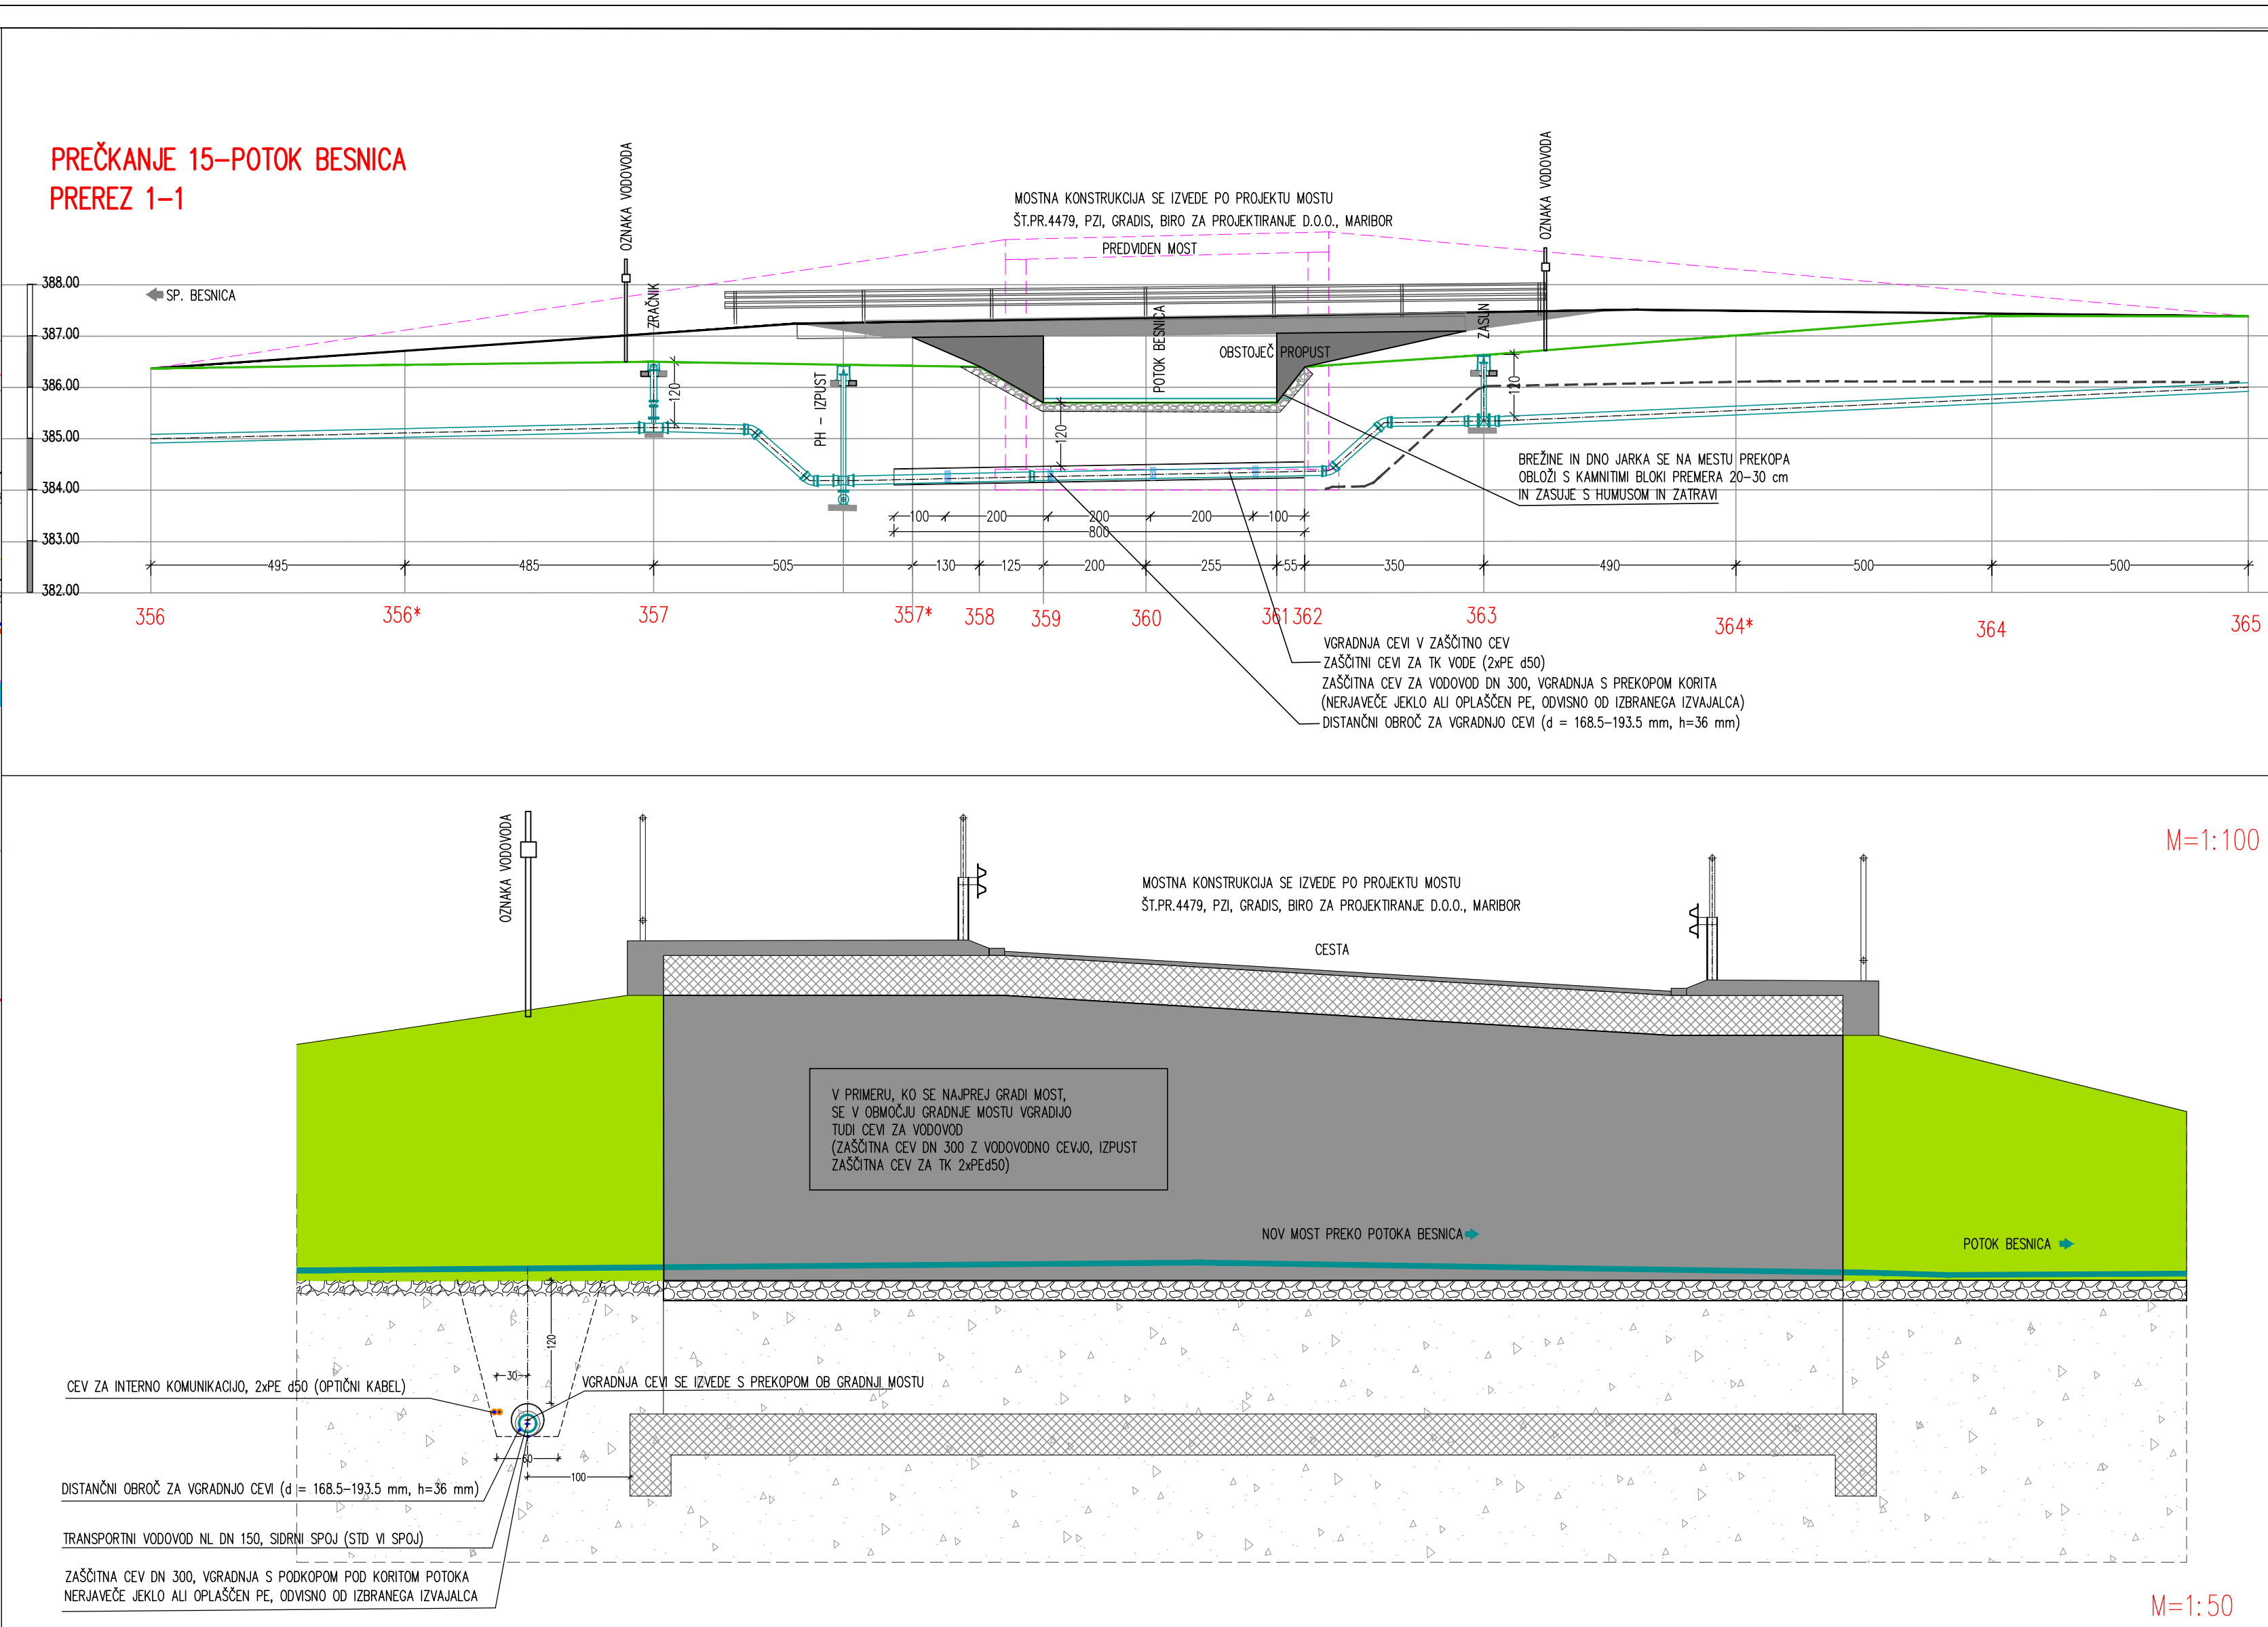 PREČKANJE 15-POTOK BESNICA
PREREZ 1-1
OZNAKA VODOVODA
OZNAKA VODOVODA
MOSTNA KONSTRUKCIJA SE IZVEDE PO PROJEKTU MOSTU
ŠT.PR.4479, PZI, GRADIS, BIRO ZA PROJEKTIRANJE D.O.O., MARIBOR
PREDVIDEN MOST
388.00
SP. BESNICA
387.00
386.00
385.00
384.00
383.00
382.00
ZRAČNIK
PH - IZPUST
POTOK BESNICA
OBSTOJEČ PROPUST
ZASUN
120
120
120
BREŽINE IN DNO JARKA SE NA MESTU PREKOPA
OBLOŽI S KAMNITIMI BLOKI PREMERA 20-30 cm
IN ZASUJE S HUMUSOM IN ZATRAVI
100 200 200 200 100
800
495 485 505 130 125 200 255 55 350 490 500 500
356 356* 357 357* 358 359 360 361 362 363 364* 364 365
VGRADNJA CEVI V ZAŠČITNO CEV
ZAŠČITNI CEVI ZA TK VODE (2xPE d50)
ZAŠČITNA CEV ZA VODOVOD DN 300, VGRADNJA S PREKOPOM KORITA
(NERJAVEČE JEKLO ALI OPLAŠČEN PE, ODVISNO OD IZBRANEGA IZVAJALCA)
DISTANČNI OBROČ ZA VGRADNJO CEVI (d = 168.5-193.5 mm, h=36 mm)
M=1:100
OZNAKA VODOVODA
MOSTNA KONSTRUKCIJA SE IZVEDE PO PROJEKTU MOSTU
ŠT.PR.4479, PZI, GRADIS, BIRO ZA PROJEKTIRANJE D.O.O., MARIBOR
CESTA
V PRIMERU, KO SE NAJPREJ GRADI MOST,
SE V OBMOČJU GRADNJE MOSTU VGRADIJO
TUDI CEVI ZA VODOVOD
(ZAŠČITNA CEV DN 300 Z VODOVODNO CEVJO, IZPUST
ZAŠČITNA CEV ZA TK 2xPEd50)
NOV MOST PREKO POTOKA BESNICA
POTOK BESNICA
120
30
CEV ZA INTERNO KOMUNIKACIJO, 2xPE d50 (OPTIČNI KABEL)
VGRADNJA CEVI SE IZVEDE S PREKOPOM OB GRADNJI MOSTU
60
100
DISTANČNI OBROČ ZA VGRADNJO CEVI (d = 168.5-193.5 mm, h=36 mm)
TRANSPORTNI VODOVOD NL DN 150, SIDRNI SPOJ (STD VI SPOJ)
ZAŠČITNA CEV DN 300, VGRADNJA S PODKOPOM POD KORITOM POTOKA
NERJAVEČE JEKLO ALI OPLAŠČEN PE, ODVISNO OD IZBRANEGA IZVAJALCA
M=1:50